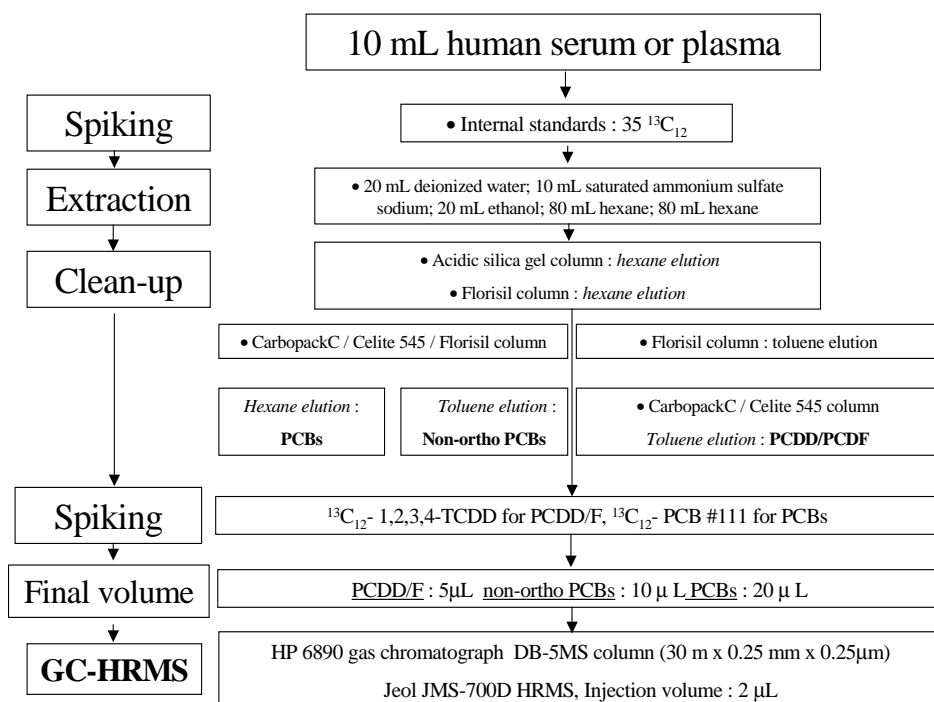 10 mL human serum or plasma
Spiking
• Internal standards : 35 ¹³C₁₂
Extraction
• 20 mL deionized water; 10 mL saturated ammonium sulfate
sodium; 20 mL ethanol; 80 mL hexane; 80 mL hexane
Clean-up
• Acidic silica gel column : hexane elution
• Florisil column : hexane elution
• CarbopackC / Celite 545 / Florisil column
• Florisil column : toluene elution
Hexane elution :
PCBs
Toluene elution :
Non-ortho PCBs
• CarbopackC / Celite 545 column
Toluene elution : PCDD/PCDF
Spiking
¹³C₁₂- 1,2,3,4-TCDD for PCDD/F, ¹³C₁₂- PCB #111 for PCBs
Final volume
PCDD/F : 5µL non-ortho PCBs : 10 µ L PCBs : 20 µ L
GC-HRMS
HP 6890 gas chromatograph DB-5MS column (30 m x 0.25 mm x 0.25µm)
Jeol JMS-700D HRMS, Injection volume : 2 µL